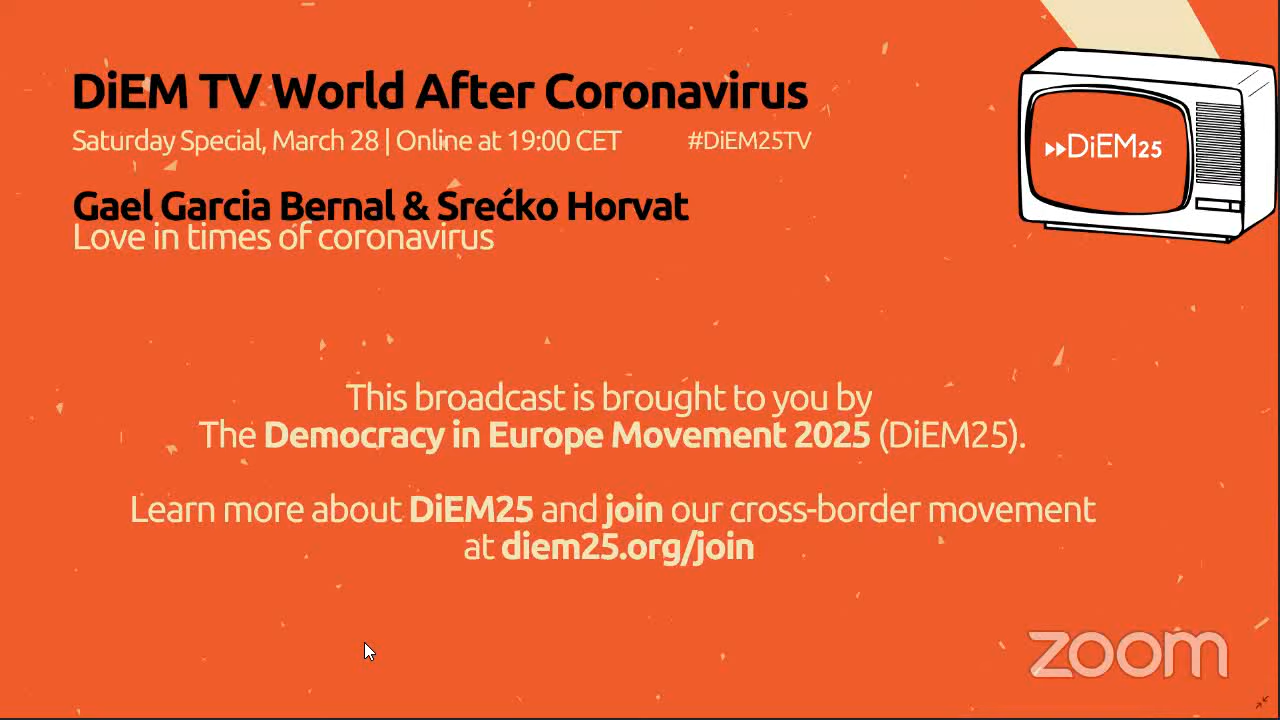 DiEM TV World After Coronavirus
Saturday Special, March 28 | Online at 19:00 CET #DiEM25TV
DiEM25
Gael Garcia Bernal & Srećko Horvat
Love in times of coronavirus
This broadcast is brought to you by
The Democracy in Europe Movement 2025 (DiEM25).
Learn more about DiEM25 and join our cross-border movement
at diem25.org/join
zoom